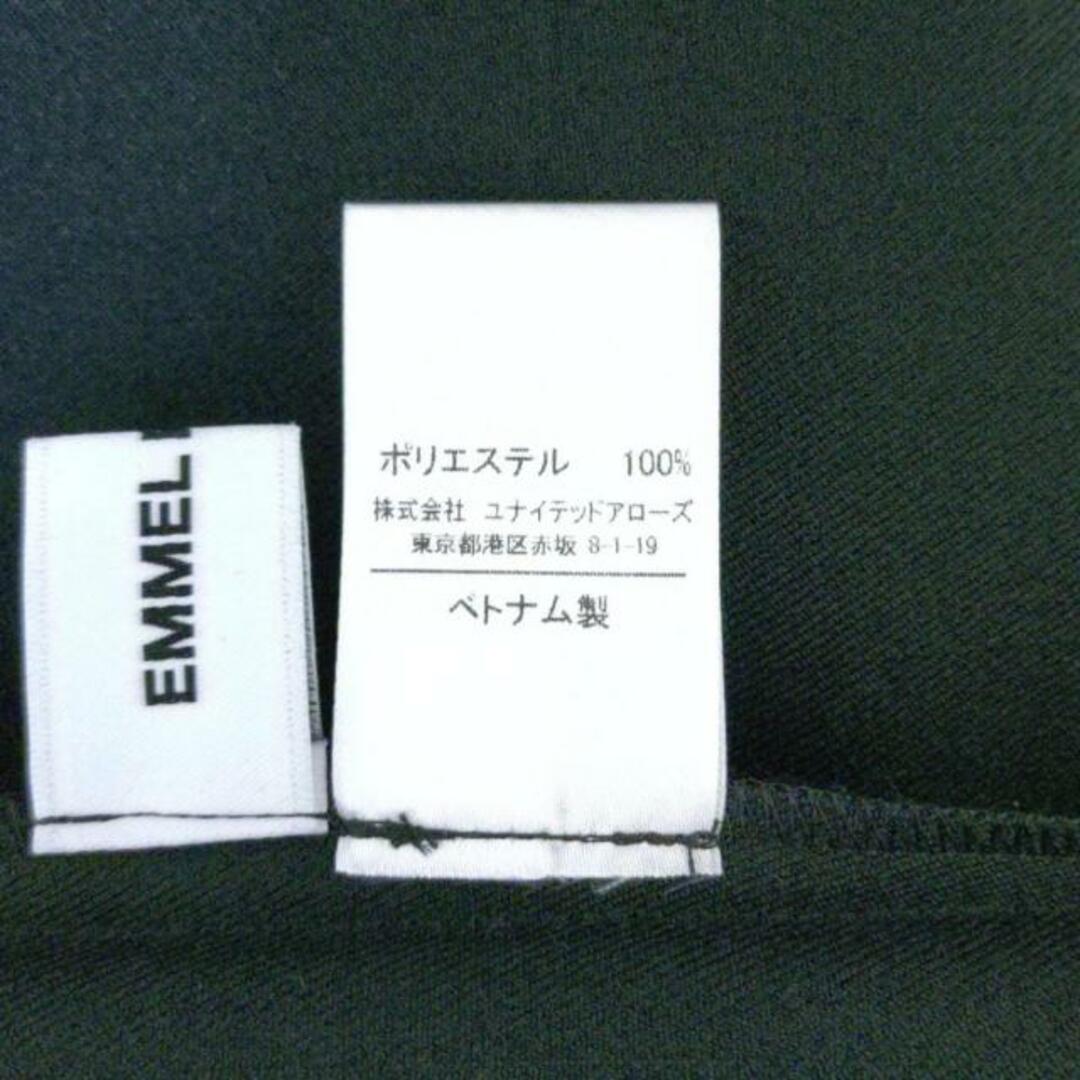 EMMEL
ポリエステル 100%
株式会社 ユナイテッドアローズ
東京都港区赤坂 8-1-19
ベトナム製